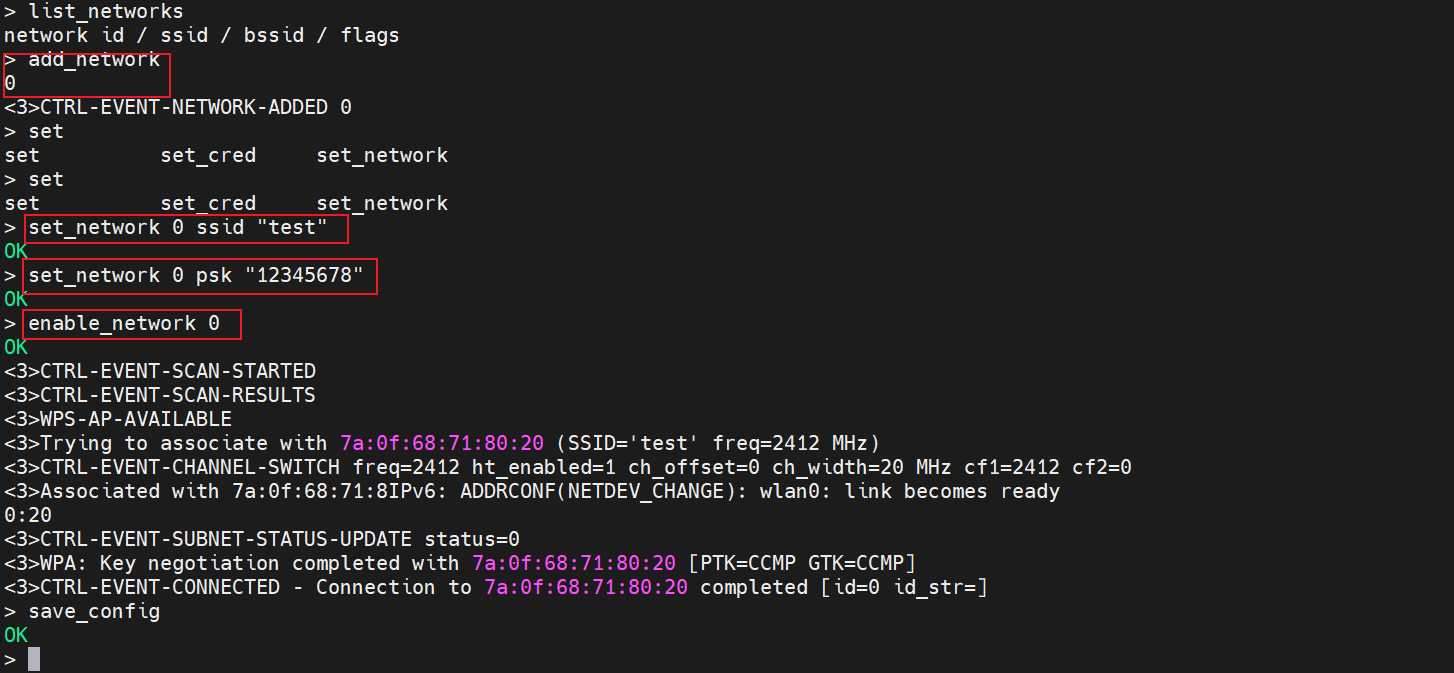 > list_networks
network id / ssid / bssid / flags
> add_network
0
<3>CTRL-EVENT-NETWORK-ADDED 0
> set
set          set_cred     set_network
> set
set          set_cred     set_network
> set_network 0 ssid "test"
OK
> set_network 0 psk "12345678"
OK
> enable_network 0
OK
<3>CTRL-EVENT-SCAN-STARTED
<3>CTRL-EVENT-SCAN-RESULTS
<3>WPS-AP-AVAILABLE
<3>Trying to associate with 7a:0f:68:71:80:20 (SSID='test' freq=2412 MHz)
<3>CTRL-EVENT-CHANNEL-SWITCH freq=2412 ht_enabled=1 ch_offset=0 ch_width=20 MHz cf1=2412 cf2=0
<3>Associated with 7a:0f:68:71:8IPv6: ADDRCONF(NETDEV_CHANGE): wlan0: link becomes ready
0:20
<3>CTRL-EVENT-SUBNET-STATUS-UPDATE status=0
<3>WPA: Key negotiation completed with 7a:0f:68:71:80:20 [PTK=CCMP GTK=CCMP]
<3>CTRL-EVENT-CONNECTED - Connection to 7a:0f:68:71:80:20 completed [id=0 id_str=]
> save_config
OK
>